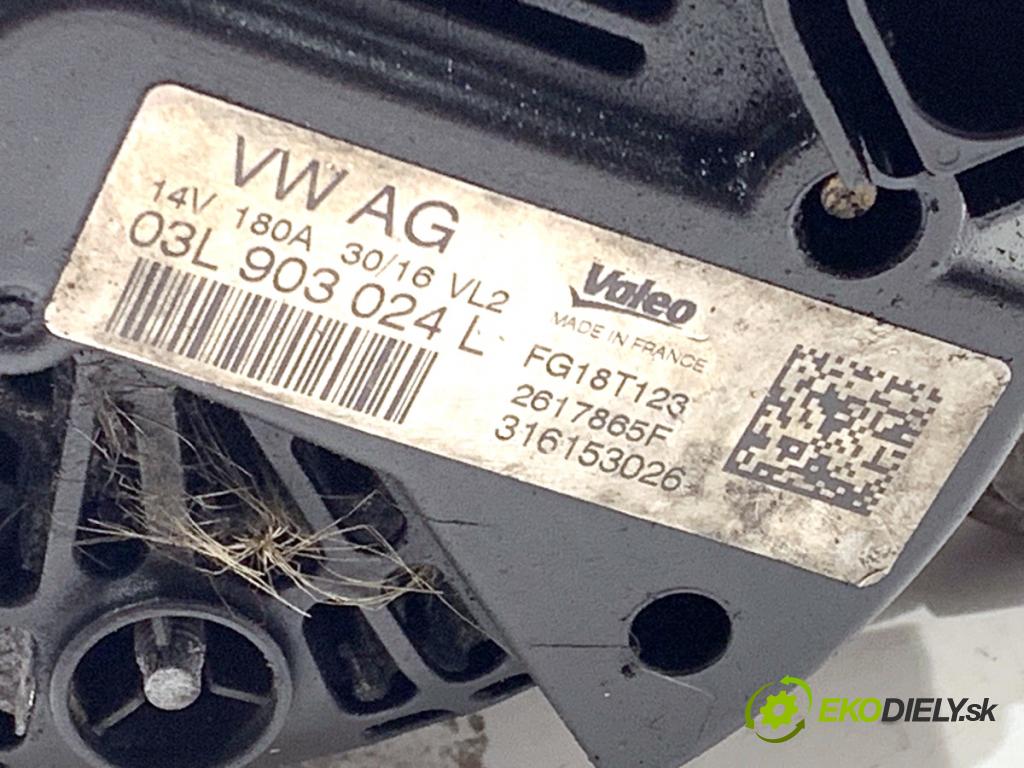 VW AG
14V 180A 30/16 VL2
03L 903 024 L
Valeo
MADE IN FRANCE
FG18T123
2617865F
316153026
EKODIELY.sk